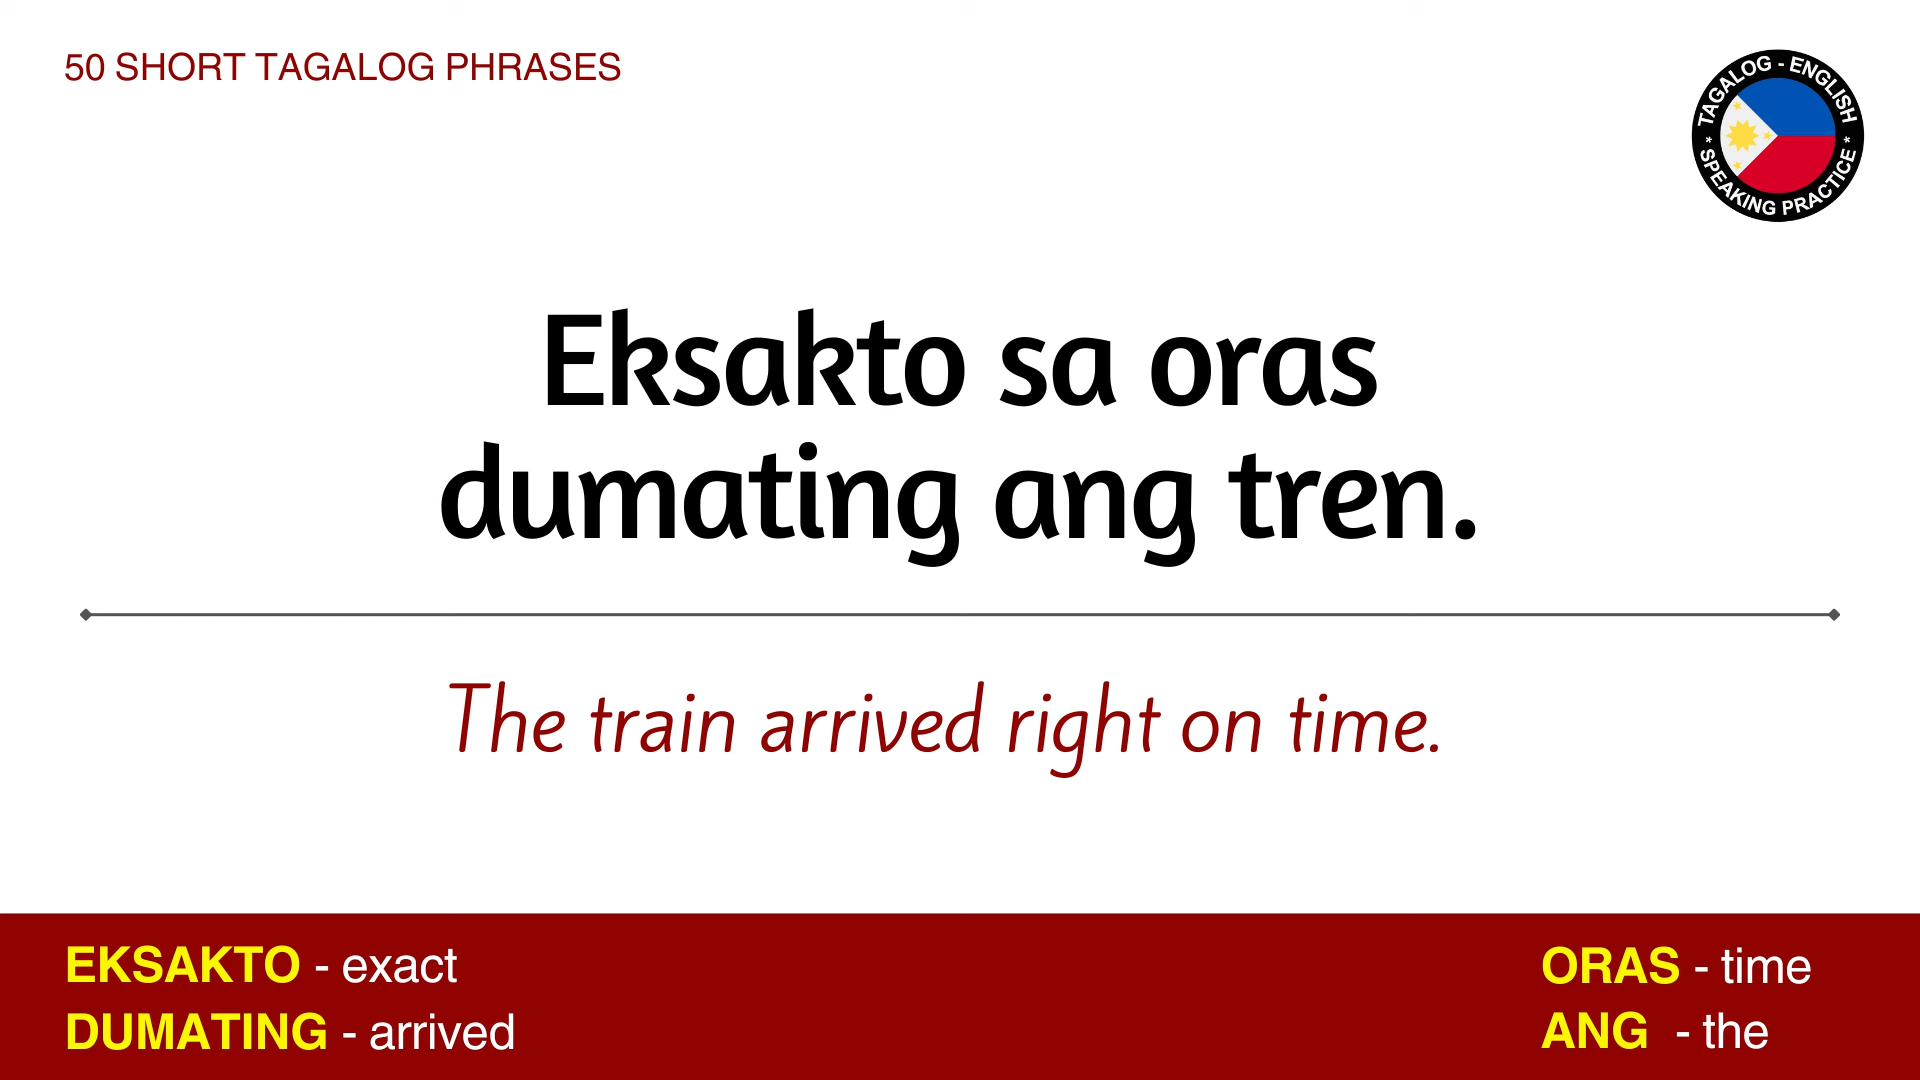 50 SHORT TAGALOG PHRASES
TAGALOG - ENGLISH
* SPEAKING PRACTICE *
Eksakto sa oras
dumating ang tren.
The train arrived right on time.
EKSAKTO - exact
DUMATING - arrived
ORAS - time
ANG - the